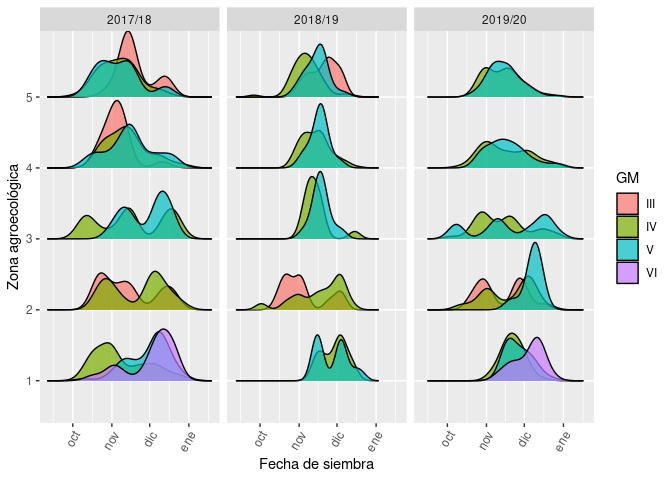 2017/18 2018/19 2019/20
Zona agroecológica
5
4
3
2
1
oct nov dic ene oct nov dic ene oct nov dic ene
Fecha de siembra
GM
III
IV
V
VI